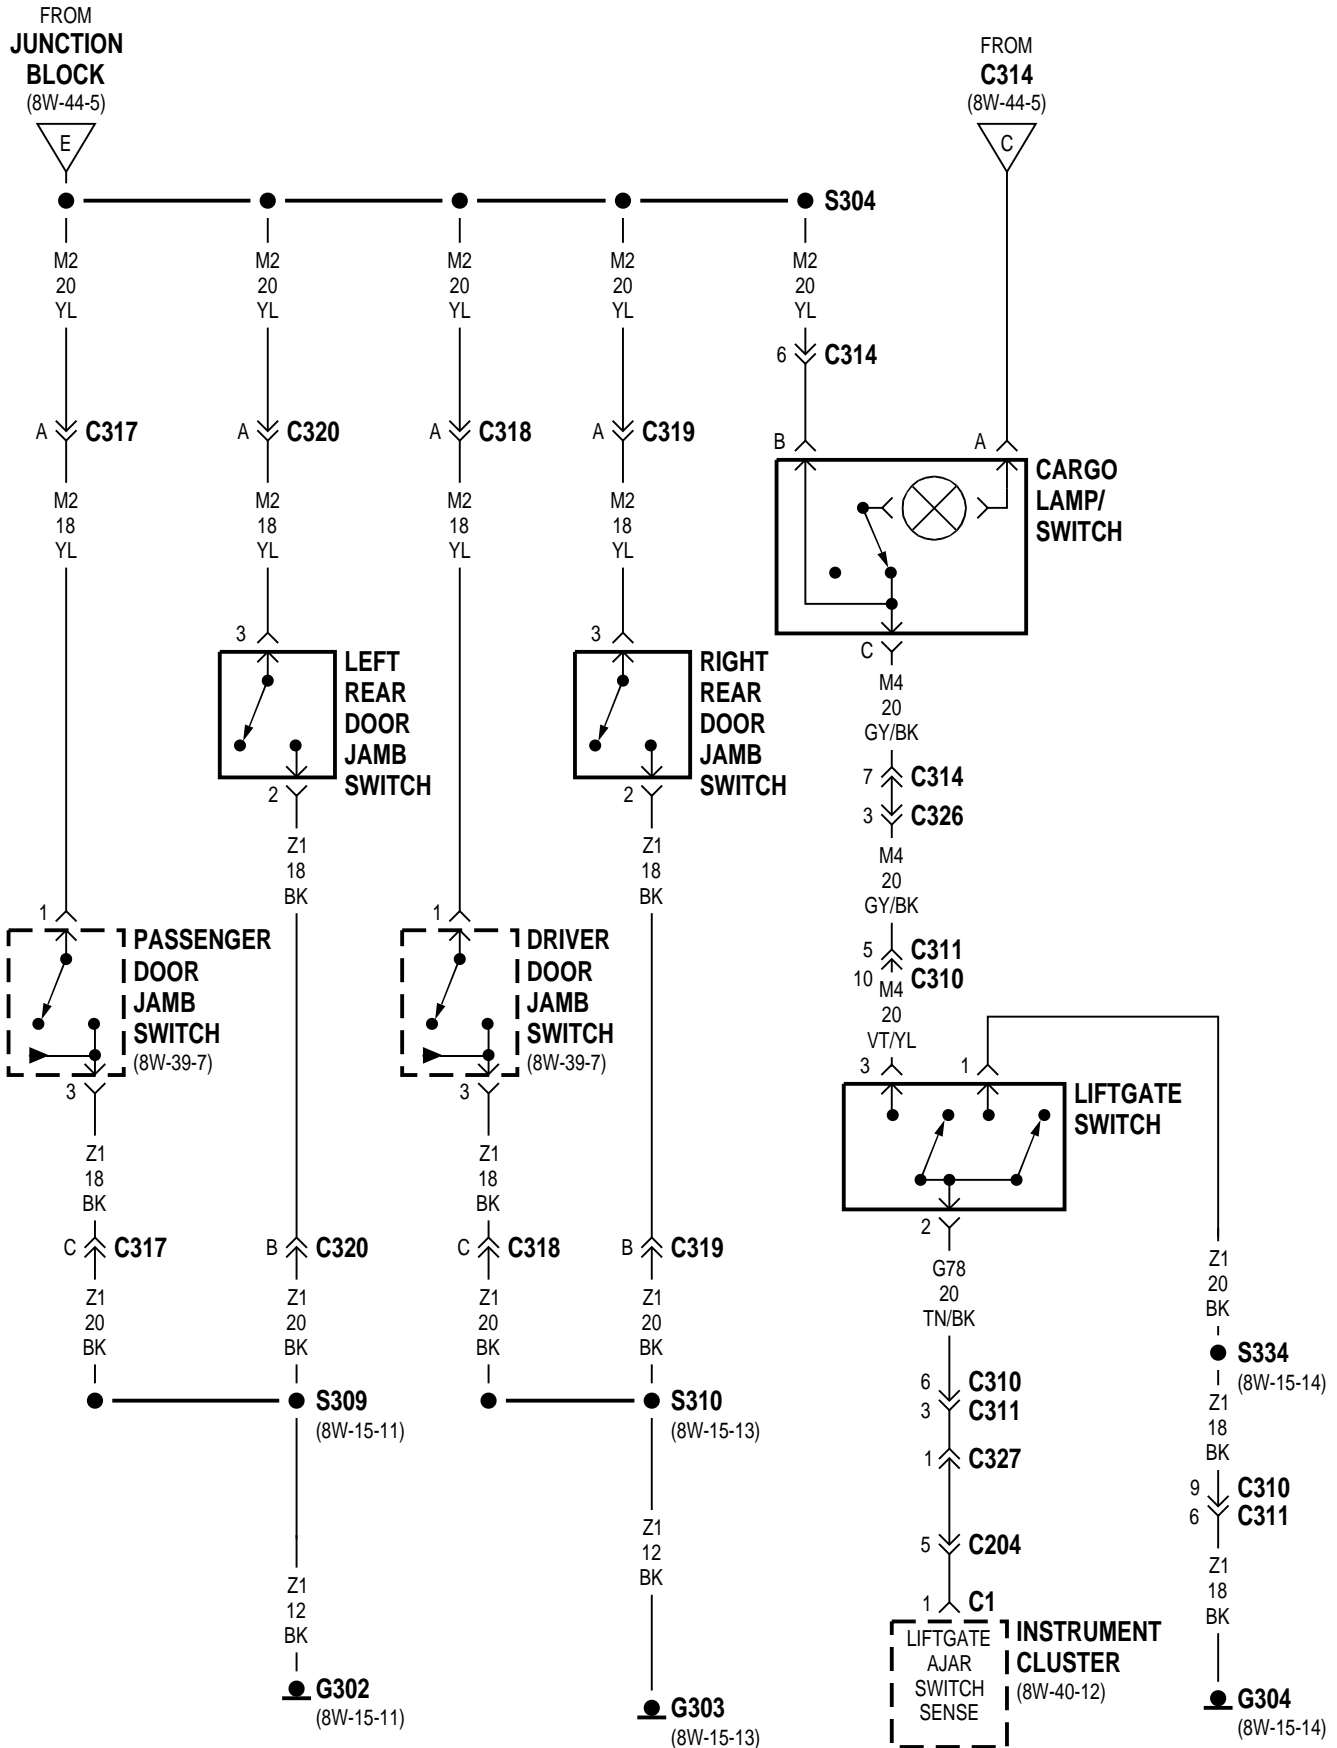 FROM
JUNCTION
BLOCK
(8W-44-5)
E
FROM
C314
(8W-44-5)
C
S304
M2
20
YL
M2
20
YL
M2
20
YL
M2
20
YL
M2
20
YL
6 C314
A C317
A C320
A C318
A C319
B
A
CARGO
LAMP/
SWITCH
M2
18
YL
M2
18
YL
M2
18
YL
M2
18
YL
3
LEFT
REAR
DOOR
JAMB
SWITCH
3
RIGHT
REAR
DOOR
JAMB
SWITCH
C
M4
20
GY/BK
7 C314
3 C326
M4
20
GY/BK
2
Z1
18
BK
2
Z1
18
BK
1
PASSENGER
DOOR
JAMB
SWITCH
(8W-39-7)
1
DRIVER
DOOR
JAMB
SWITCH
(8W-39-7)
5 C311
10 C310
M4
20
VT/YL
3
1
LIFTGATE
SWITCH
3
Z1
18
BK
3
Z1
18
BK
C C317
B C320
C C318
B C319
2
G78
20
TN/BK
Z1
20
BK
Z1
20
BK
Z1
20
BK
Z1
20
BK
Z1
20
BK
S334
(8W-15-14)
S309
(8W-15-11)
S310
(8W-15-13)
6 C310
3 C311
Z1
18
BK
1 C327
9 C310
6 C311
5 C204
Z1
12
BK
Z1
12
BK
Z1
18
BK
1 C1
LIFTGATE
AJAR
SWITCH
SENSE
INSTRUMENT
CLUSTER
(8W-40-12)
G302
(8W-15-11)
G303
(8W-15-13)
G304
(8W-15-14)